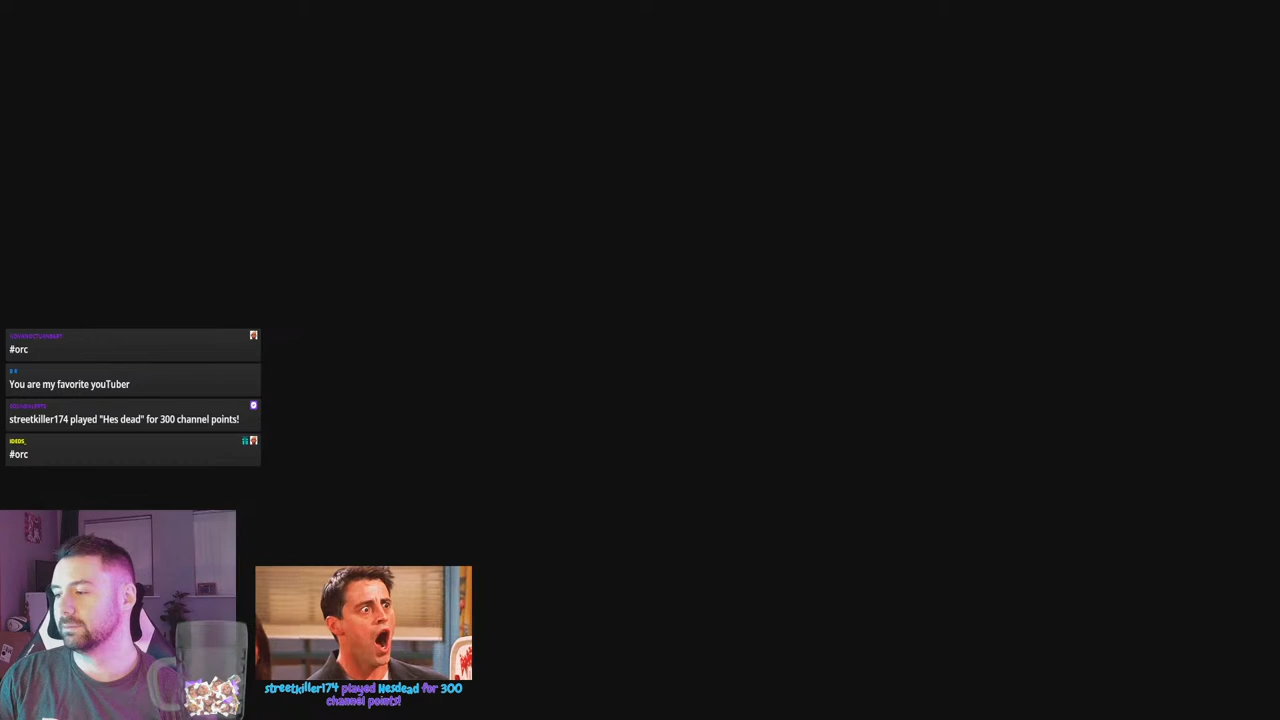 #orc
You are my favorite youTuber
streetkiller174 played "Hes dead" for 300 channel points!
IDEDS_
#orc
streetkiller174 played Hesdead for 300
channel points!